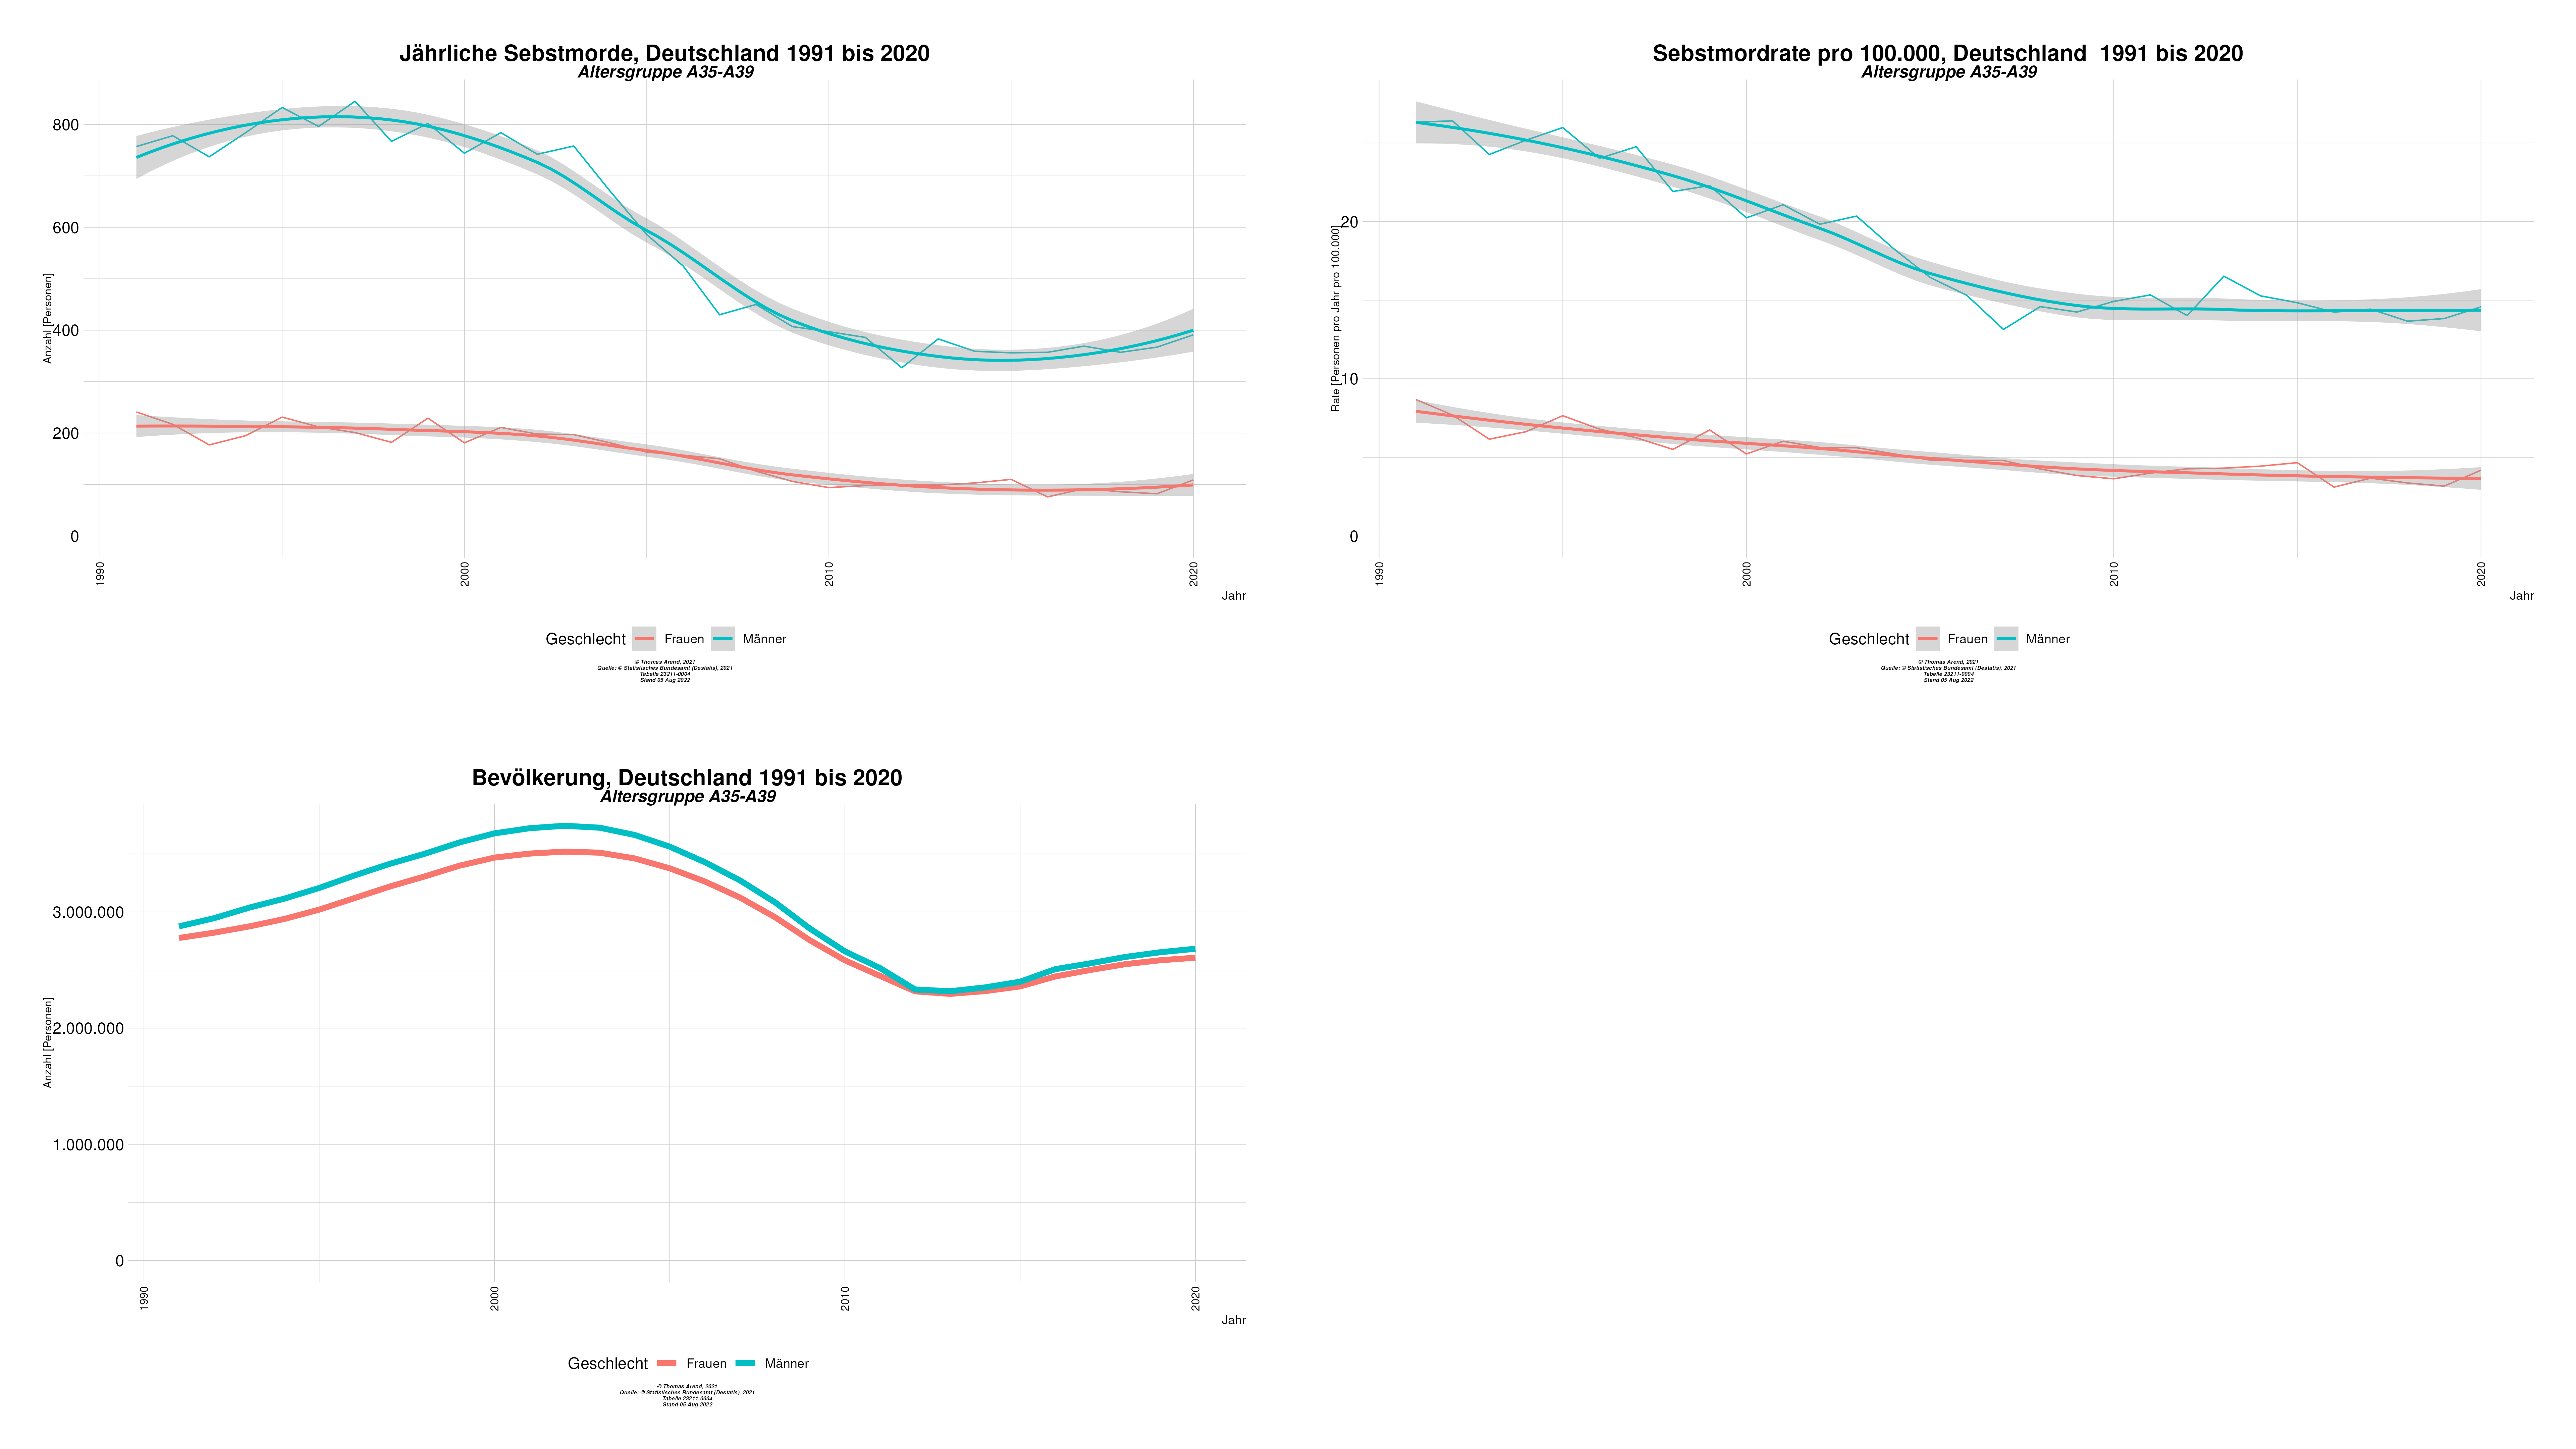 Jährliche Sebstmorde, Deutschland 1991 bis 2020
Altersgruppe A35-A39
Anzahl [Personen]
800
600
400
200
0
1990
2000
2010
2020
Jahr
Geschlecht Frauen Männer
© Thomas Arend, 2021
Quelle: © Statistisches Bundesamt (Destatis), 2021
Tabelle 23211-0004
Stand 05 Aug 2022
Sebstmordrate pro 100.000, Deutschland  1991 bis 2020
Altersgruppe A35-A39
Rate [Personen pro Jahr pro 100.000]
20
10
0
1990
2000
2010
2020
Jahr
Geschlecht Frauen Männer
© Thomas Arend, 2021
Quelle: © Statistisches Bundesamt (Destatis), 2021
Tabelle 23211-0004
Stand 05 Aug 2022
Bevölkerung, Deutschland 1991 bis 2020
Altersgruppe A35-A39
Anzahl [Personen]
3.000.000
2.000.000
1.000.000
0
1990
2000
2010
2020
Jahr
Geschlecht Frauen Männer
© Thomas Arend, 2021
Quelle: © Statistisches Bundesamt (Destatis), 2021
Tabelle 23211-0004
Stand 05 Aug 2022